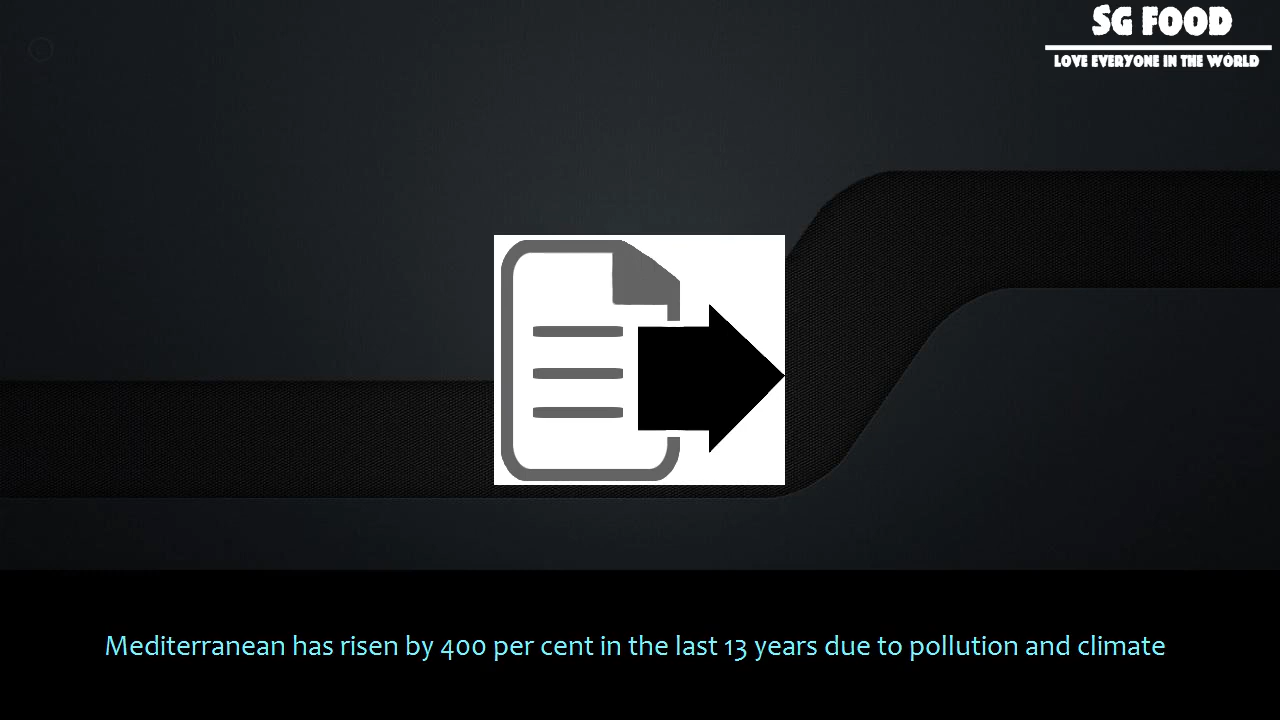 SG FOOD
LOVE EVERYONE IN THE WORLD
Mediterranean has risen by 400 per cent in the last 13 years due to pollution and climate